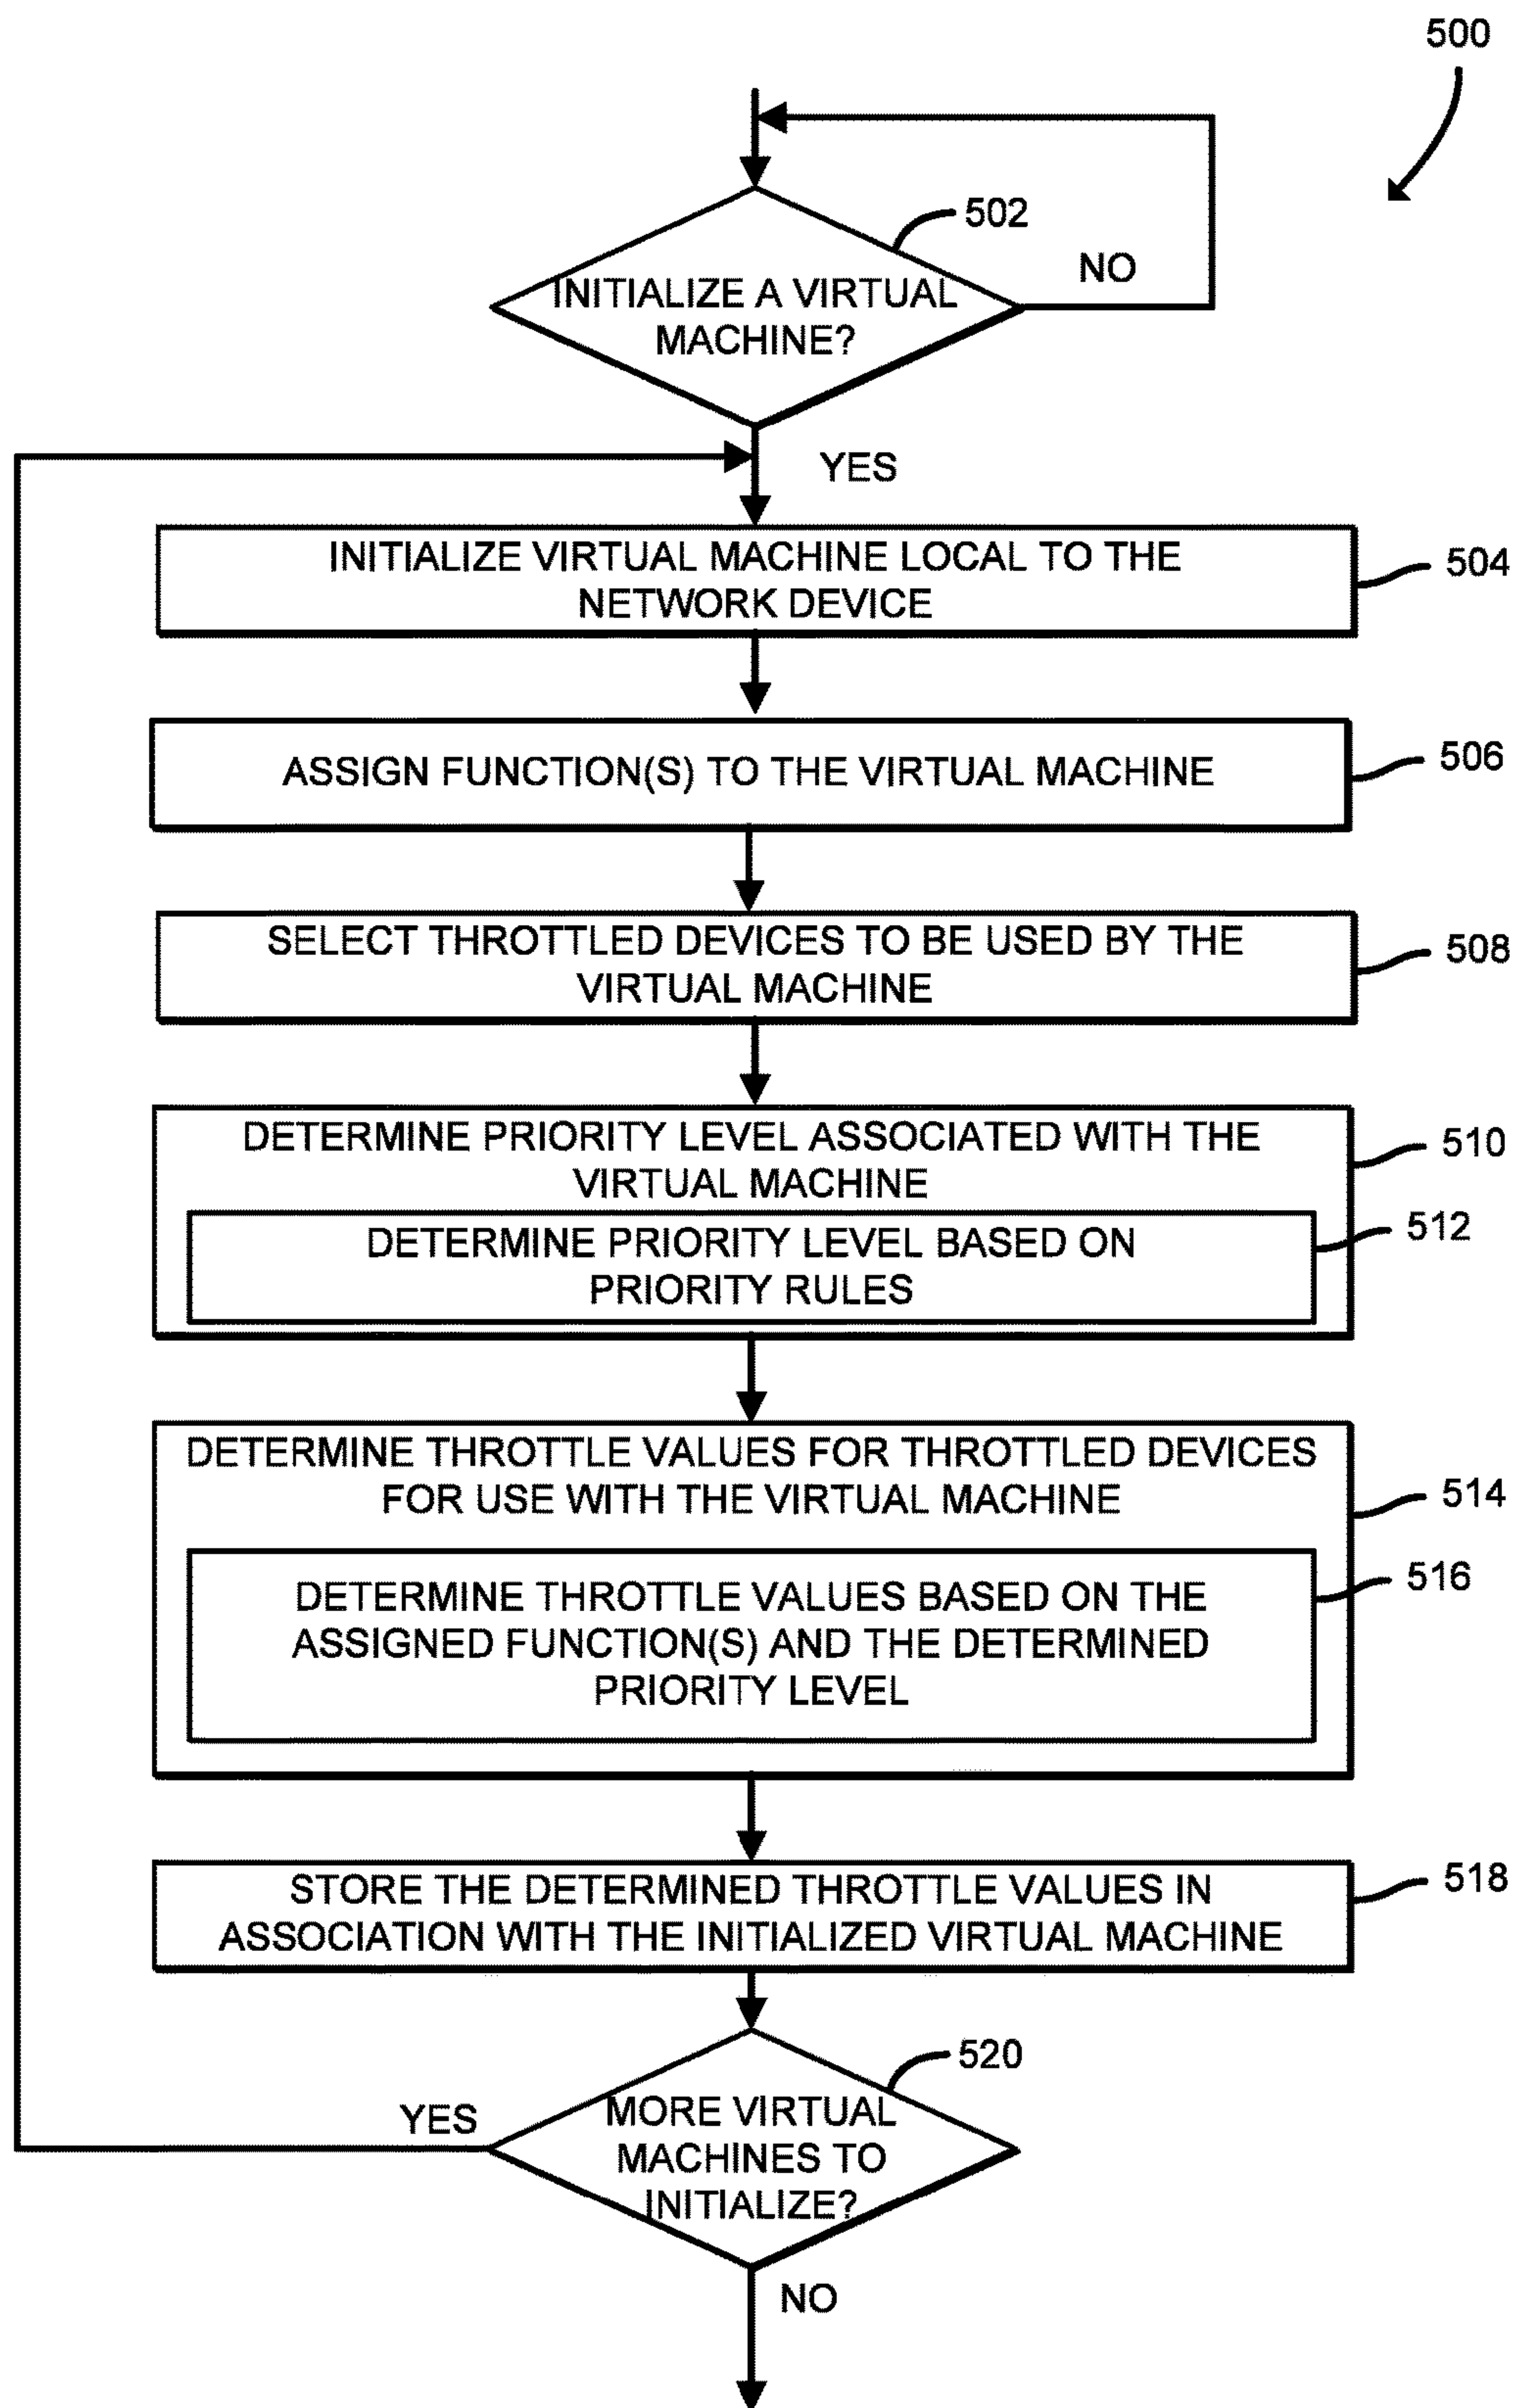 500
502
INITIALIZE A VIRTUAL
MACHINE?
NO
YES
INITIALIZE VIRTUAL MACHINE LOCAL TO THE
NETWORK DEVICE
504
ASSIGN FUNCTION(S) TO THE VIRTUAL MACHINE
506
SELECT THROTTLED DEVICES TO BE USED BY THE
VIRTUAL MACHINE
508
DETERMINE PRIORITY LEVEL ASSOCIATED WITH THE
VIRTUAL MACHINE
510
DETERMINE PRIORITY LEVEL BASED ON
PRIORITY RULES
512
DETERMINE THROTTLE VALUES FOR THROTTLED DEVICES
FOR USE WITH THE VIRTUAL MACHINE
514
DETERMINE THROTTLE VALUES BASED ON THE
ASSIGNED FUNCTION(S) AND THE DETERMINED
PRIORITY LEVEL
516
STORE THE DETERMINED THROTTLE VALUES IN
ASSOCIATION WITH THE INITIALIZED VIRTUAL MACHINE
518
520
YES
MORE VIRTUAL
MACHINES TO
INITIALIZE?
NO